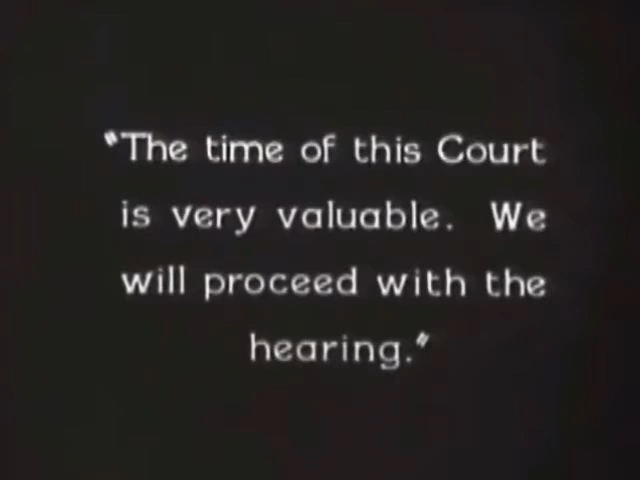 "The time of this Court
is very valuable. We
will proceed with the
hearing."